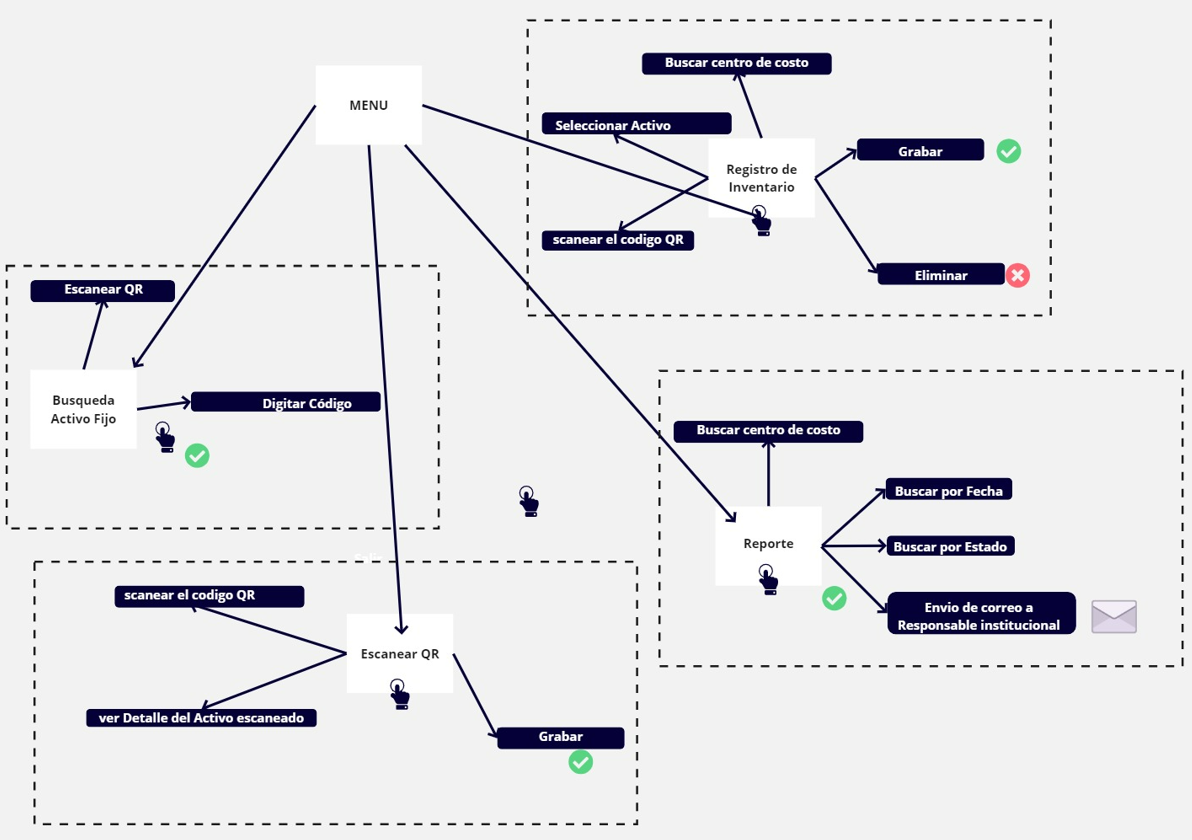 MENU
Buscar centro de costo
Seleccionar Activo
Registro de
Inventario
Grabar
scanear el codigo QR
Eliminar
Escanear QR
Busqueda
Activo Fijo
Digitar Código
Buscar centro de costo
Buscar por Fecha
Reporte
Buscar por Estado
Envio de correo a
Responsable institucional
scanear el codigo QR
Escanear QR
ver Detalle del Activo escaneado
Grabar